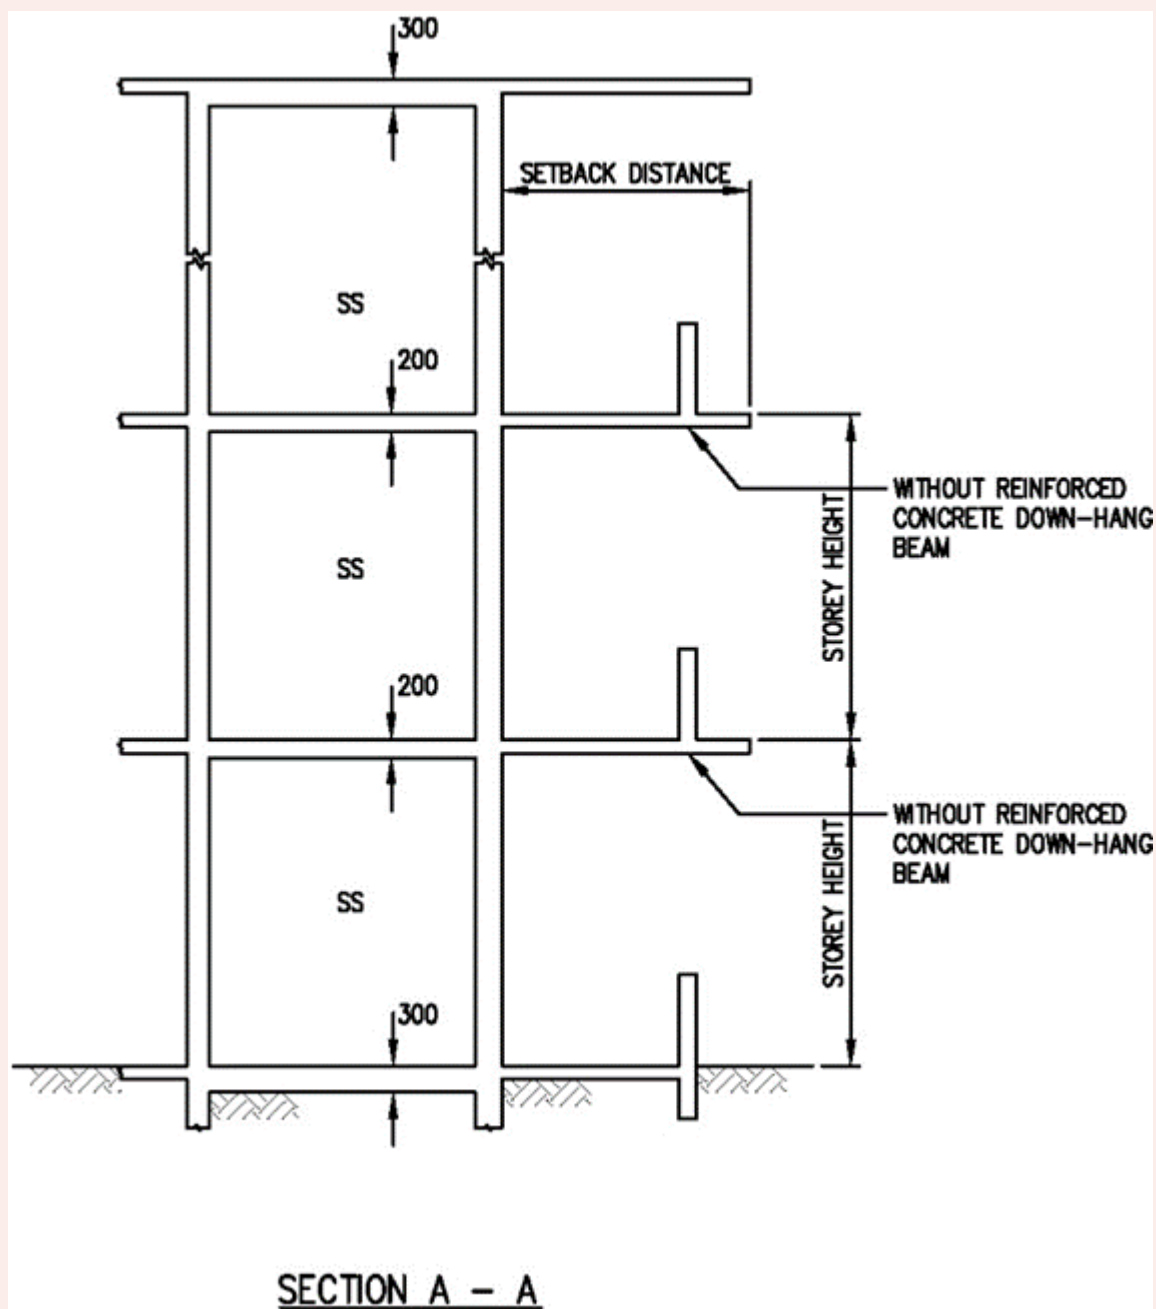 300
SETBACK DISTANCE
SS
200
WITHOUT REINFORCED
CONCRETE DOWN-HANG
BEAM
STOREY HEIGHT
SS
200
WITHOUT REINFORCED
CONCRETE DOWN-HANG
BEAM
STOREY HEIGHT
SS
300
SECTION A - A